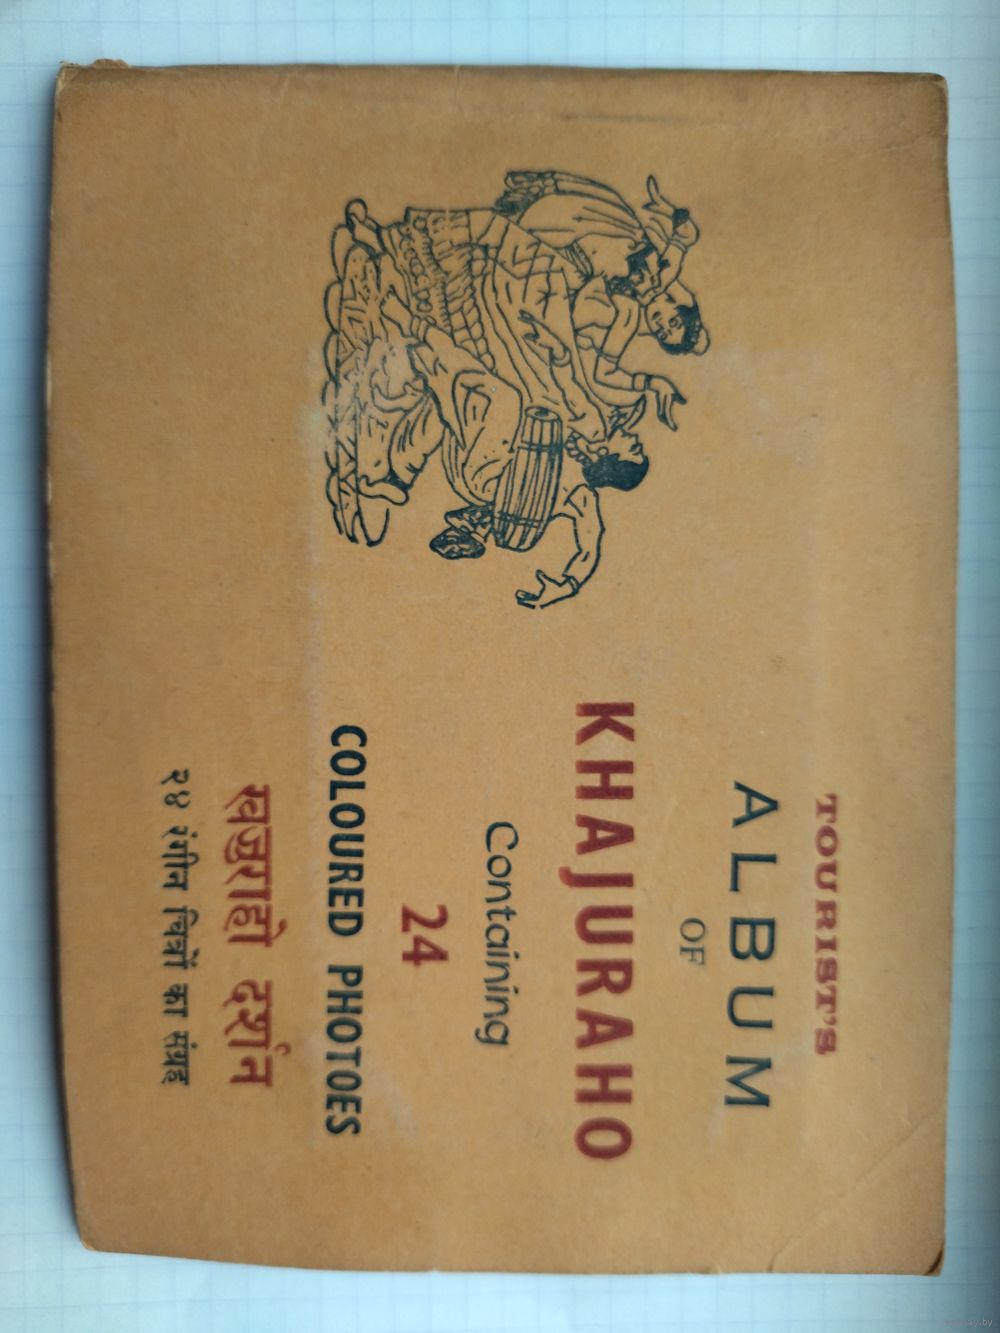 TOURIST'S
ALBUM
OF
KHAJURAHO
Containing
24
COLOURED PHOTOES
खजुराहो दर्शन
२४ रंगीन चित्रों का संग्रह